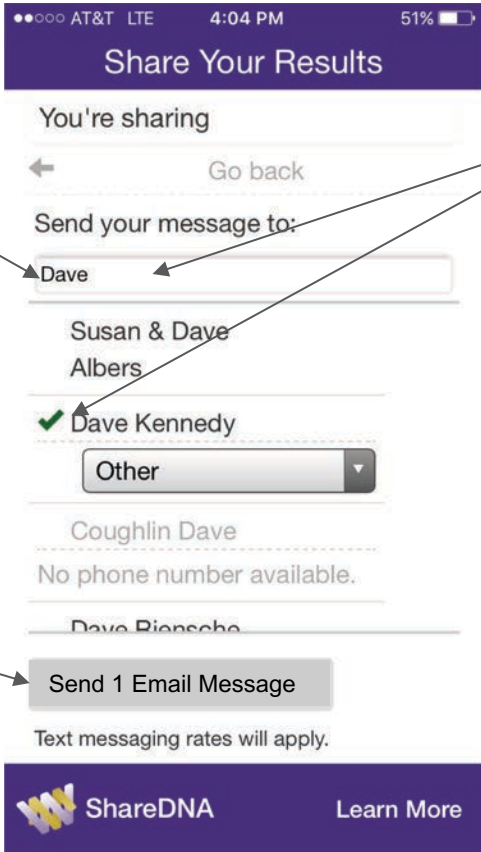 AT&T LTE 4:04 PM 51%
Share Your Results
You're sharing
Go back
Send your message to:
Dave
Susan & Dave
Albers
Dave Kennedy
Other
Coughlin Dave
No phone number available.
Dave Riensche
Send 1 Email Message
Text messaging rates will apply.
ShareDNA Learn More